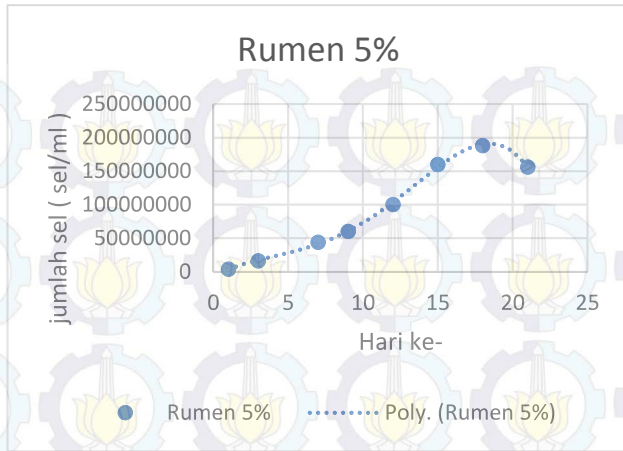 Rumen 5%
jumlah sel ( sel/ml )
250000000
200000000
150000000
100000000
50000000
0
0 5 10 15 20 25
Hari ke-
Rumen 5% Poly. (Rumen 5%)